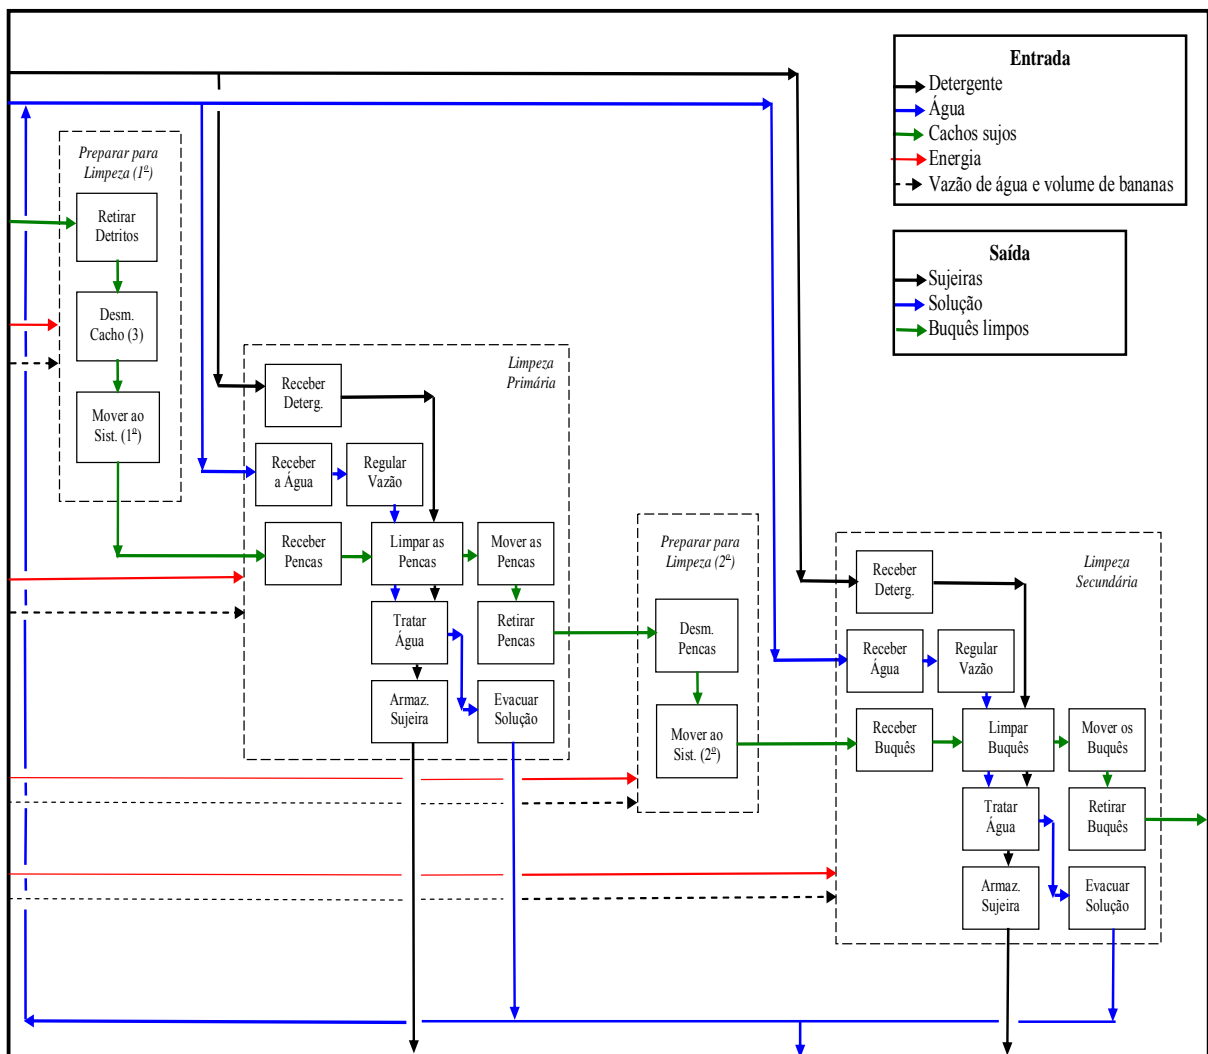 Entrada
Detergente
Água
Cachos sujos
Energia
Vazão de água e volume de bananas
Saída
Sujeiras
Solução
Buquês limpos
Preparar para
Limpeza (1º)
Retirar
Detritos
Desm.
Cacho (3)
Mover ao
Sist. (1º)
Limpeza
Primária
Receber
Deterg.
Receber
a Água
Regular
Vazão
Receber
Pencas
Limpar as
Pencas
Mover as
Pencas
Tratar
Água
Retirar
Pencas
Armaz.
Sujeira
Evacuar
Solução
Preparar para
Limpeza (2º)
Desm.
Pencas
Mover ao
Sist. (2º)
Limpeza
Secundária
Receber
Deterg.
Receber
Água
Regular
Vazão
Receber
Buquês
Limpar
Buquês
Mover os
Buquês
Tratar
Água
Retirar
Buquês
Armaz.
Sujeira
Evacuar
Solução